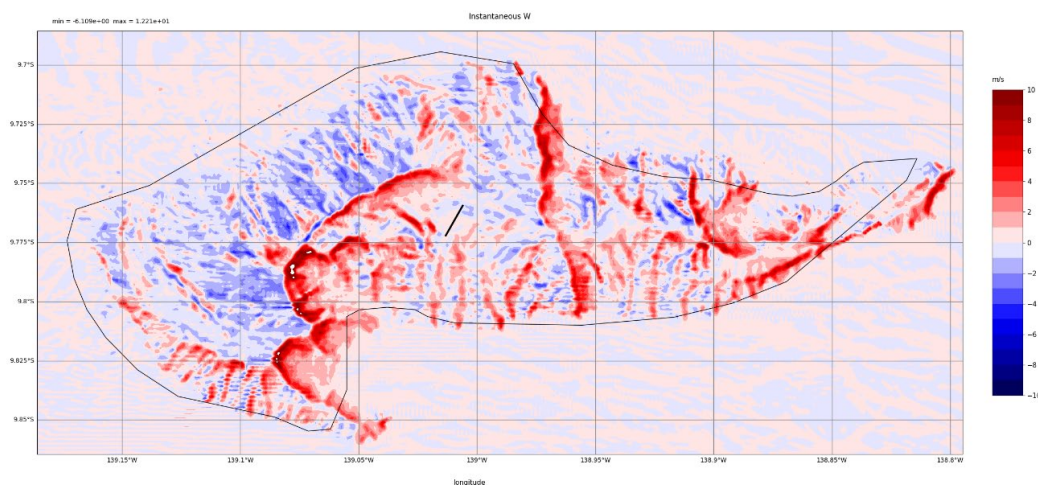 Instantaneous W
min = -6.109e+00 max = 1.221e+01
m/s
9.7°S
9.725°S
9.75°S
9.775°S
9.8°S
9.825°S
9.85°S
10
8
6
4
2
1
0
−1
−2
−4
−6
−8
−10
139.15°W
139.1°W
139.05°W
139°W
138.95°W
138.9°W
138.85°W
138.8°W
longitude